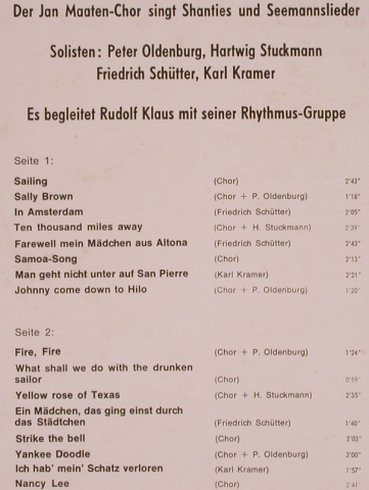 Der Jan Maaten-Chor singt Shanties und Seemannslieder
Solisten: Peter Oldenburg, Hartwig Stuckmann
Friedrich Schütter, Karl Kramer
Es begleitet Rudolf Klaus mit seiner Rhythmus-Gruppe
Seite 1:
Sailing (Chor) 2'43"
Sally Brown (Chor + P. Oldenburg) 1'18"
In Amsterdam (Friedrich Schütter) 2'05"
Ten thousand miles away (Chor + H. Stuckmann) 2'39"
Farewell mein Mädchen aus Altona (Friedrich Schütter) 2'43"
Samoa-Song (Chor) 2'13"
Man geht nicht unter auf San Pierre (Karl Kramer) 2'21"
Johnny come down to Hilo (Chor + P. Oldenburg) 1'20"
Seite 2:
Fire, Fire (Chor + P. Oldenburg) 1'24"
What shall we do with the drunken
sailor (Chor) 0'59"
Yellow rose of Texas (Chor + H. Stuckmann) 2'35"
Ein Mädchen, das ging einst durch
das Städtchen (Friedrich Schütter) 1'40"
Strike the bell (Chor) 2'03"
Yankee Doodle (Chor + P. Oldenburg) 3'00"
Ich hab' mein' Schatz verloren (Karl Kramer) 1'57"
Nancy Lee (Chor) 2'41"